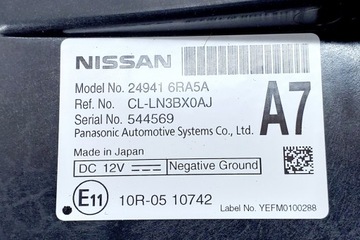 NISSAN
Model No. 24941 6RA5A
Ref. No. CL-LN3BX0AJ
Serial No. 544569
Panasonic Automotive Systems Co., Ltd.
A7
Made in Japan
DC 12V Negative Ground
E11 10R-05 10742
Label No. YEFM0100288